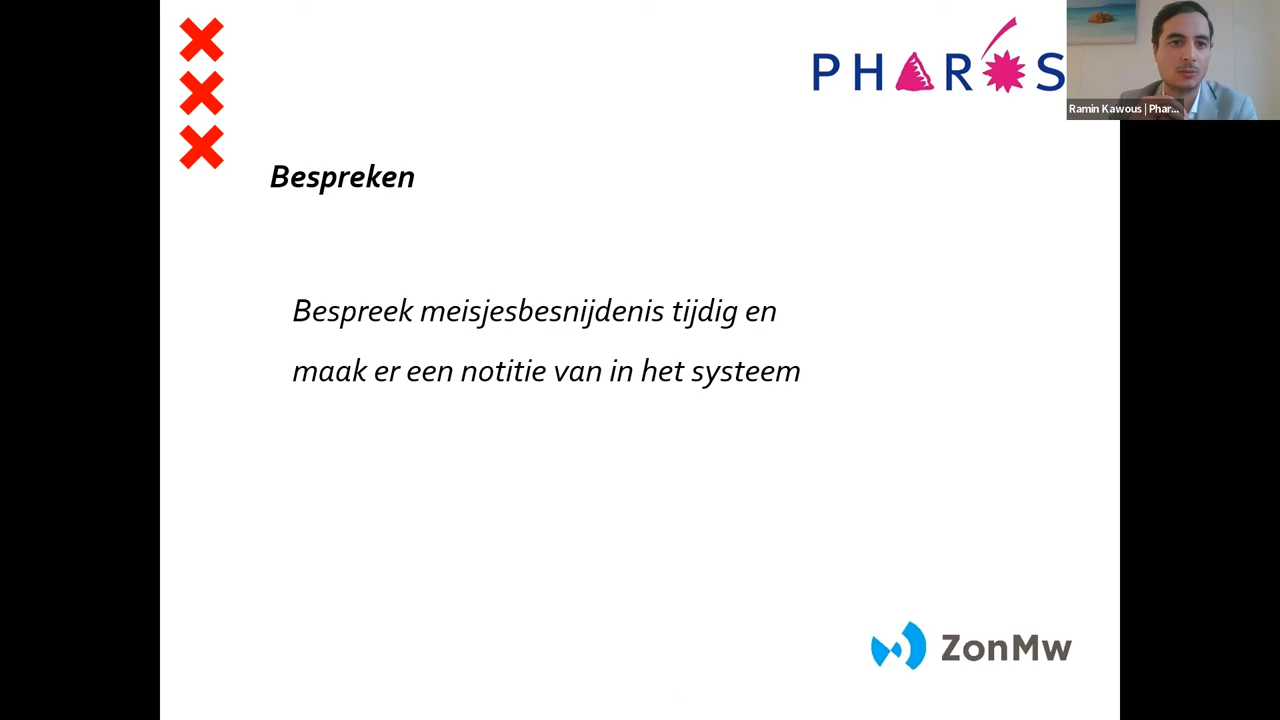 PHAROS
Ramin Kawous | Phar...
Bespreken
Bespreek meisjesbesnijdenis tijdig en
maak er een notitie van in het systeem
ZonMw